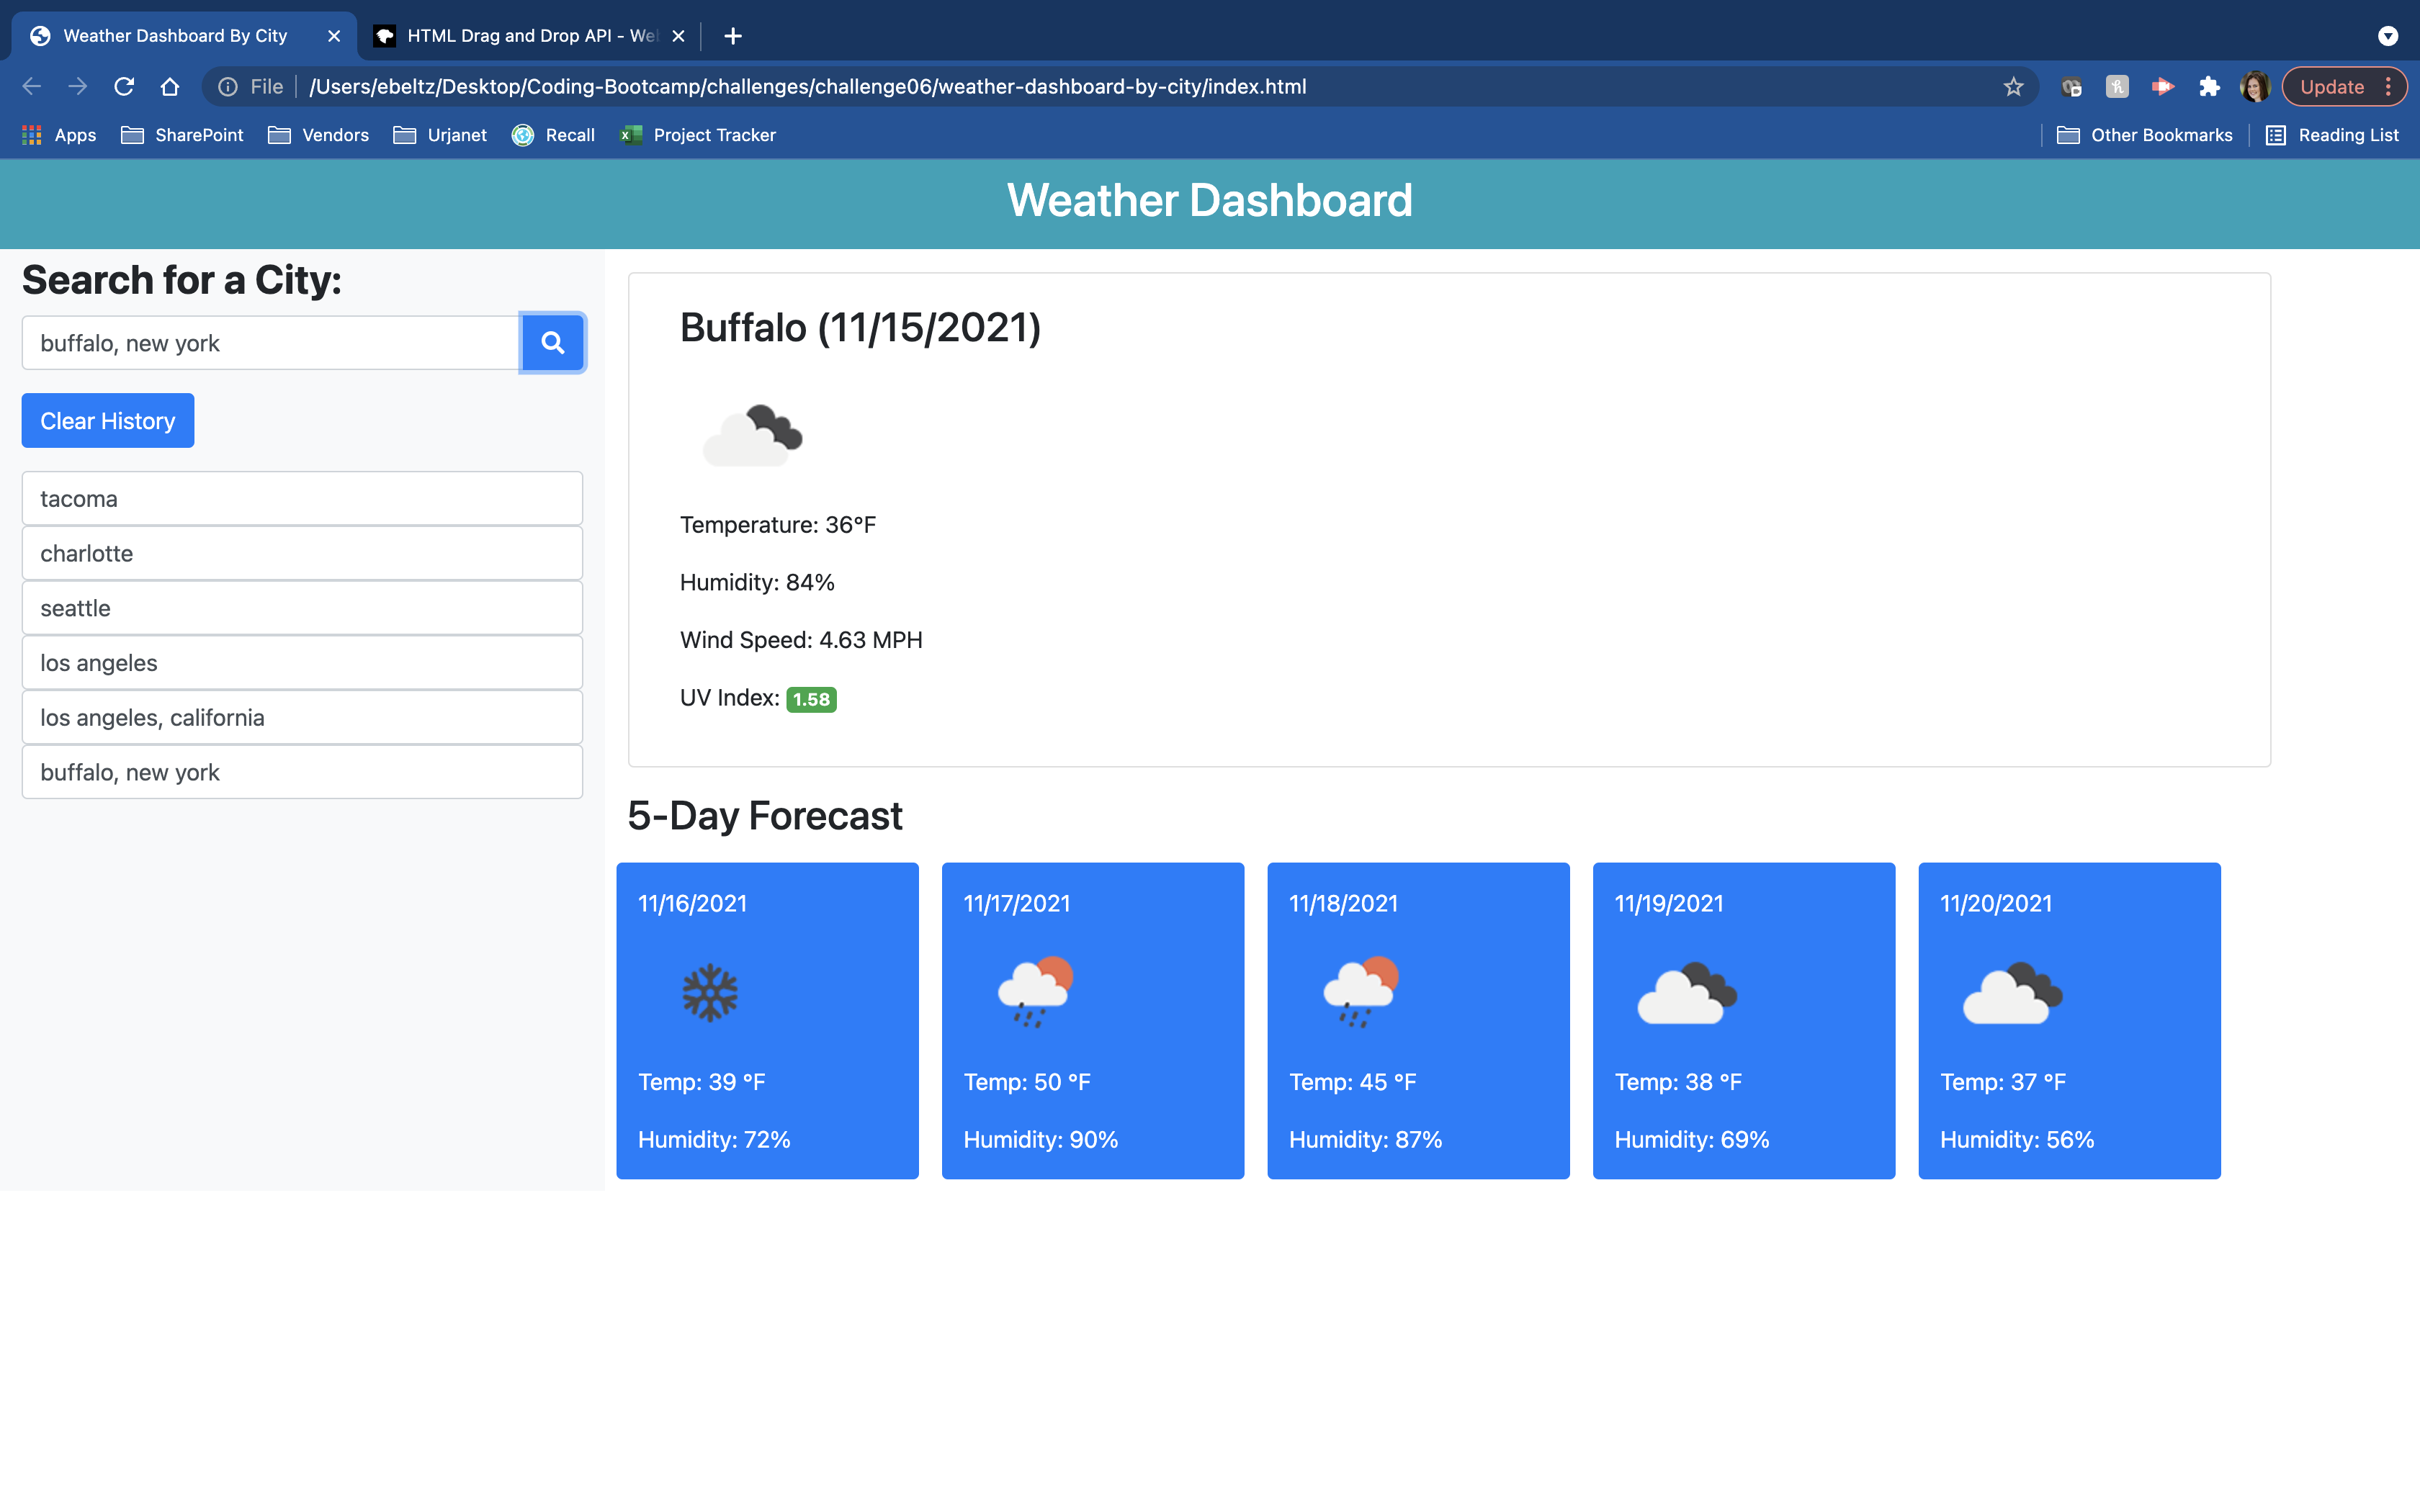 Weather Dashboard By City
HTML Drag and Drop API - We
File /Users/ebeltz/Desktop/Coding-Bootcamp/challenges/challenge06/weather-dashboard-by-city/index.html Update
Apps SharePoint Vendors Urjanet Recall Project Tracker Other Bookmarks Reading List
Weather Dashboard
Search for a City:
buffalo, new york
Clear History
tacoma
charlotte
seattle
los angeles
los angeles, california
buffalo, new york
Buffalo (11/15/2021)
Temperature: 36°F
Humidity: 84%
Wind Speed: 4.63 MPH
UV Index: 1.58
5-Day Forecast
11/16/2021
Temp: 39 °F
Humidity: 72%
11/17/2021
Temp: 50 °F
Humidity: 90%
11/18/2021
Temp: 45 °F
Humidity: 87%
11/19/2021
Temp: 38 °F
Humidity: 69%
11/20/2021
Temp: 37 °F
Humidity: 56%